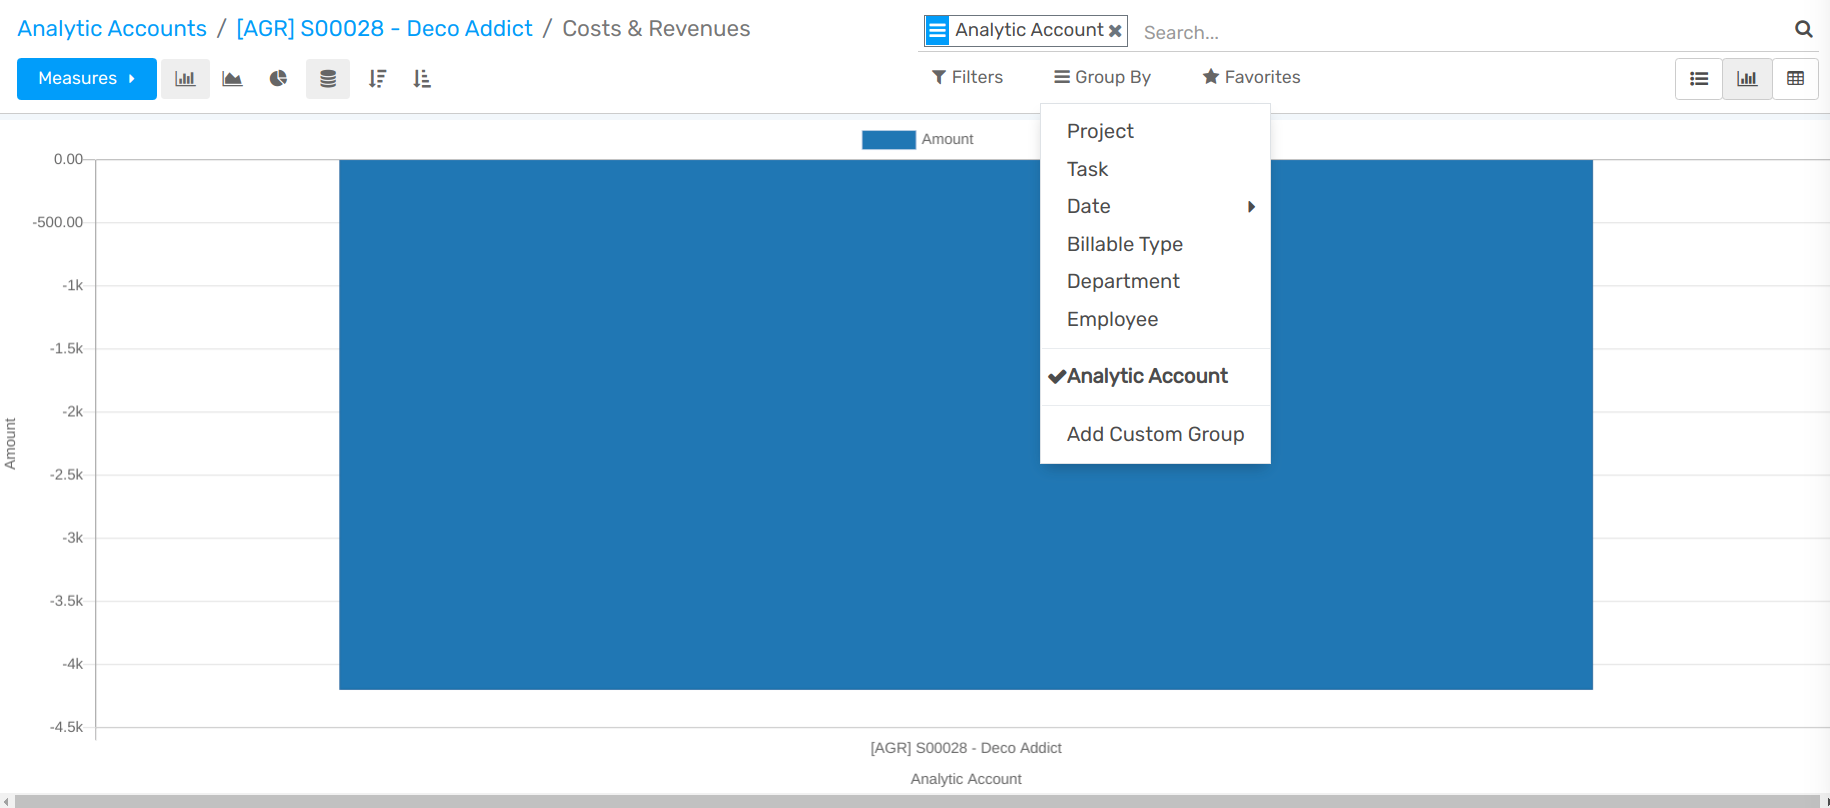 Analytic Accounts / [AGR] S00028 - Deco Addict / Costs & Revenues
Analytic Account
Search...
Measures
Filters
Group By
Favorites
Project
Task
Date
Billable Type
Department
Employee
Analytic Account
Add Custom Group
Amount
0.00
-500.00
-1k
-1.5k
-2k
-2.5k
-3k
-3.5k
-4k
-4.5k
Amount
[AGR] S00028 - Deco Addict
Analytic Account